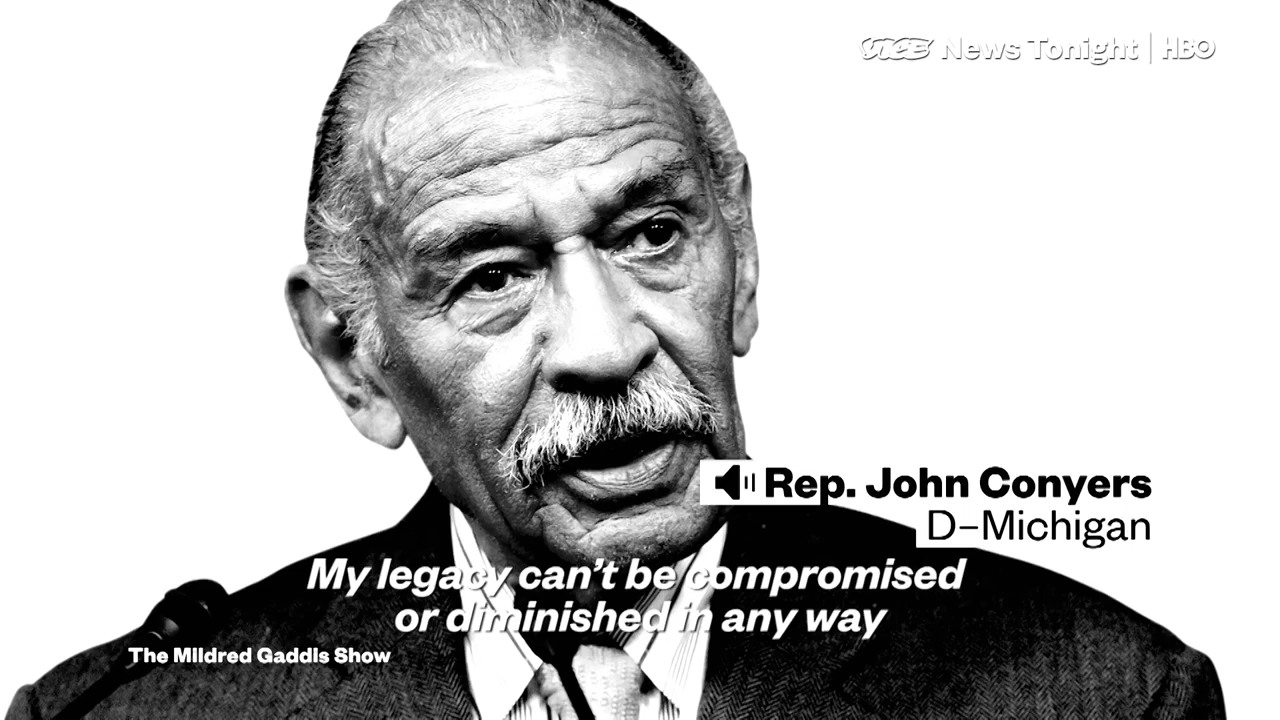 VICE News Tonight | HBO
Rep. John Conyers
D–Michigan
My legacy can't be compromised
or diminished in any way
The Mildred Gaddis Show